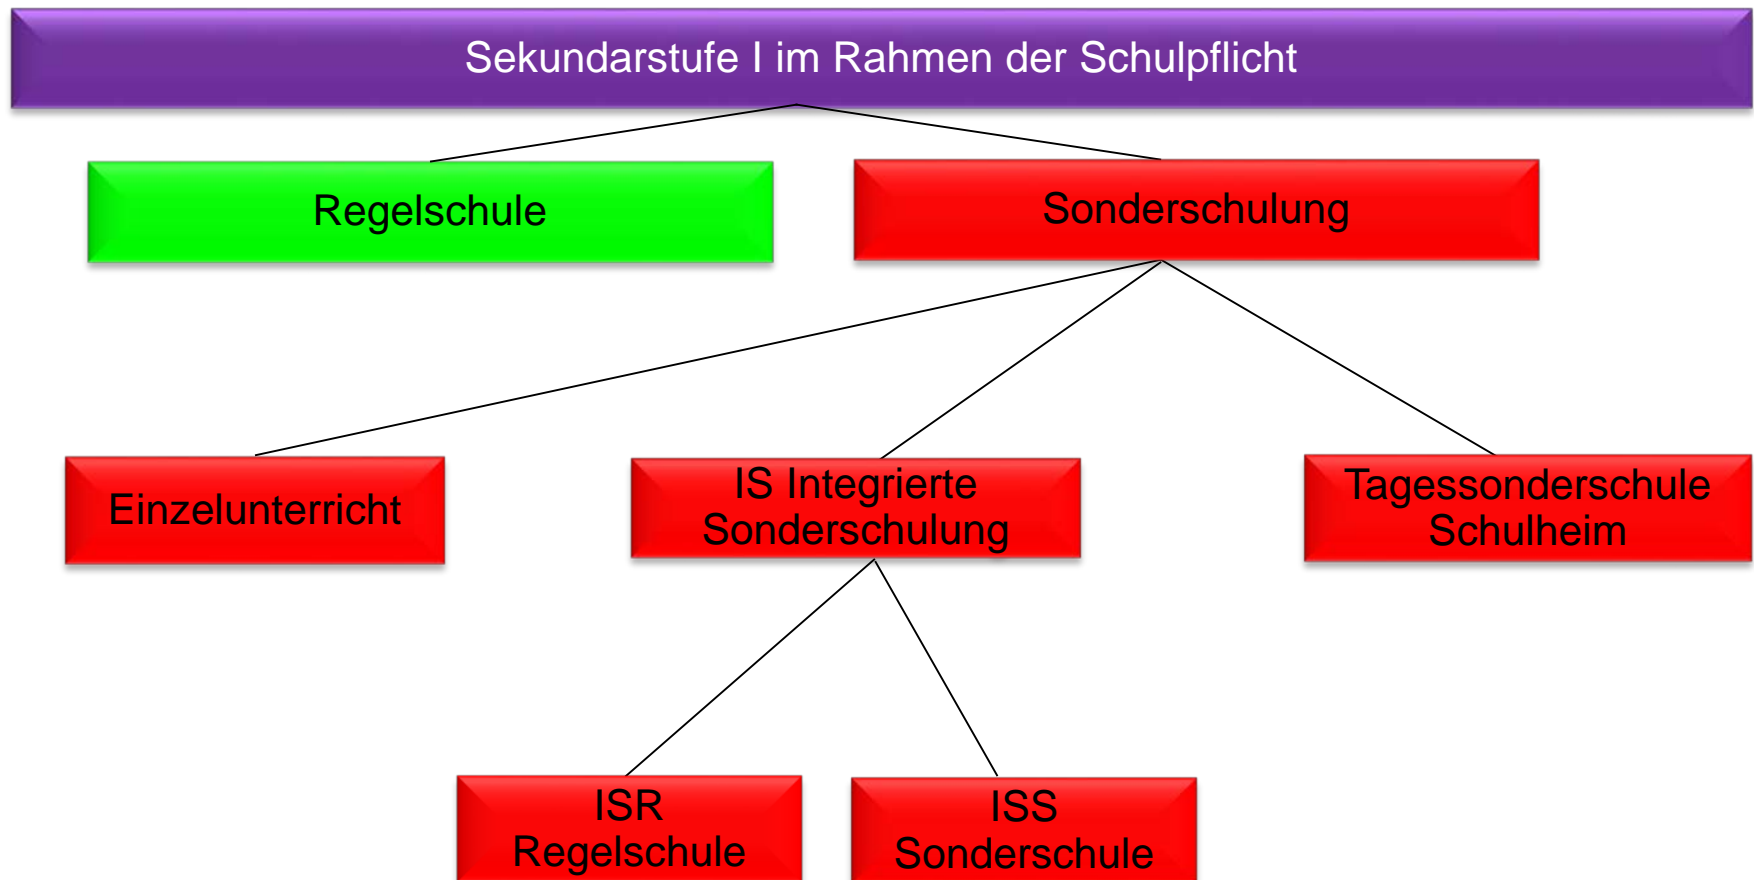 Sekundarstufe I im Rahmen der Schulpflicht
Regelschule
Sonderschulung
Einzelunterricht
IS Integrierte
Sonderschulung
Tagessonderschule
Schulheim
ISR
Regelschule
ISS
Sonderschule